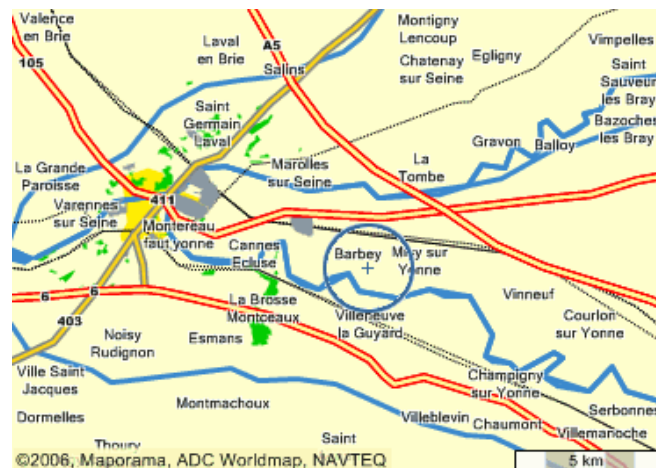 Valence
en Brie
Laval
en Brie
A5
Montigny
Lencoup
Chatenay
sur Seine
Egligny
Vimpelles
105
Salins
Saint
Sauveur
les Bray
Saint
Germain
Laval
Bazoches
les Bray
Gravon
Balloy
La Grande
Paroisse
Marolles
sur Seine
La
Tombe
411
Varennes
sur Seine
Montereau
faut yonne
Cannes
Ecluse
Barbey
Misy sur
Yonne
6
6
La Brosse
Montceaux
Vinneuf
403
Noisy
Rudignon
Esmans
Villeneuve
la Guyard
Courlon
sur Yonne
Ville Saint
Jacques
Champigny
sur Yonne
Dormelles
Montmachoux
Villeblevin
Chaumont
Serbonnes
Villemanoche
Thoury
Saint
©2006, Maporama, ADC Worldmap, NAVTEQ
5 km